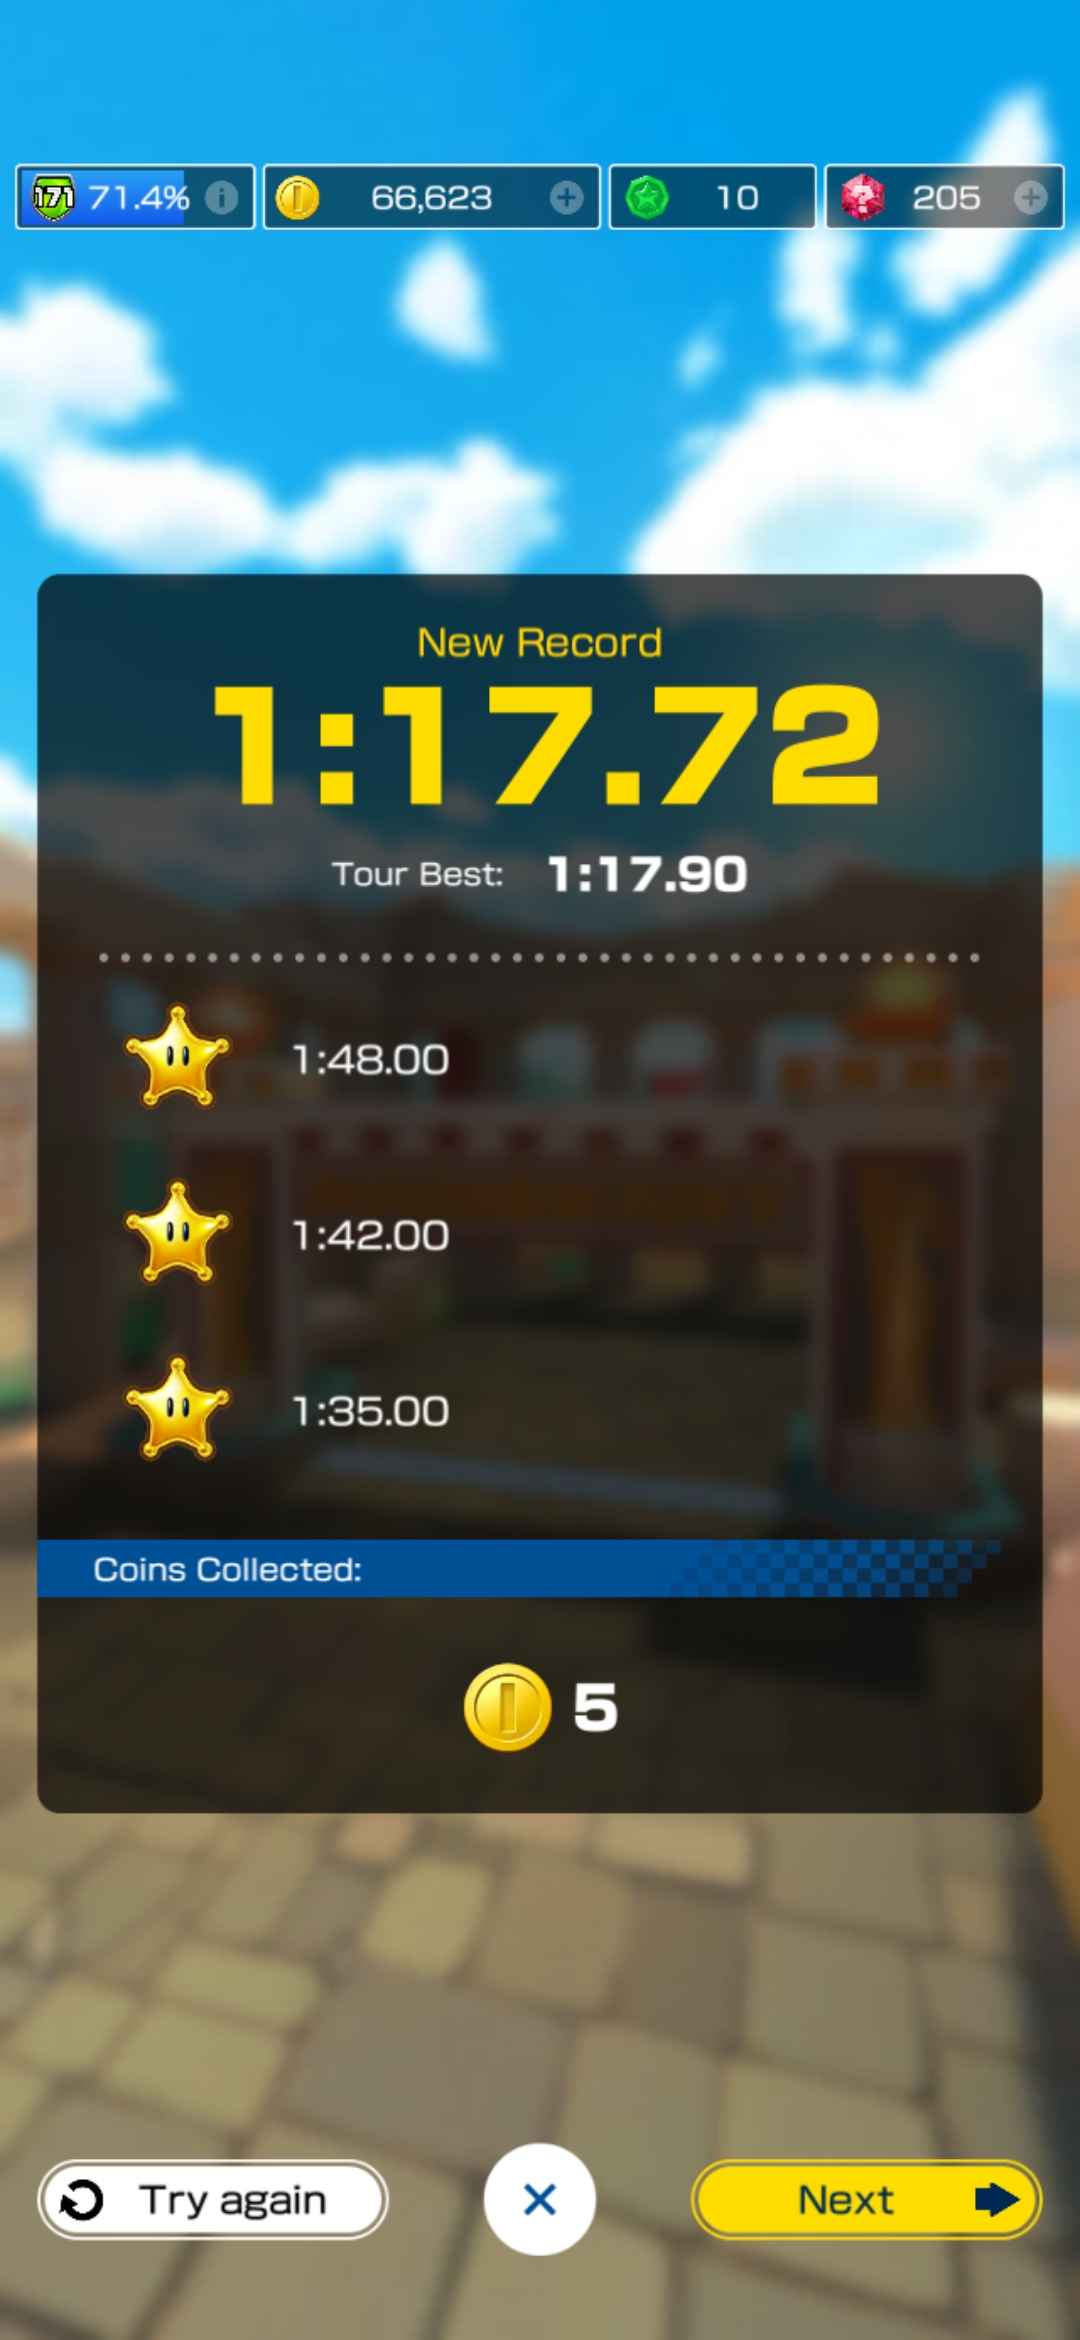 171 71.4% i 66,623 + 10 ? 205 +
New Record
1:17.72
Tour Best: 1:17.90
1:48.00
1:42.00
1:35.00
Coins Collected:
5
Try again × Next